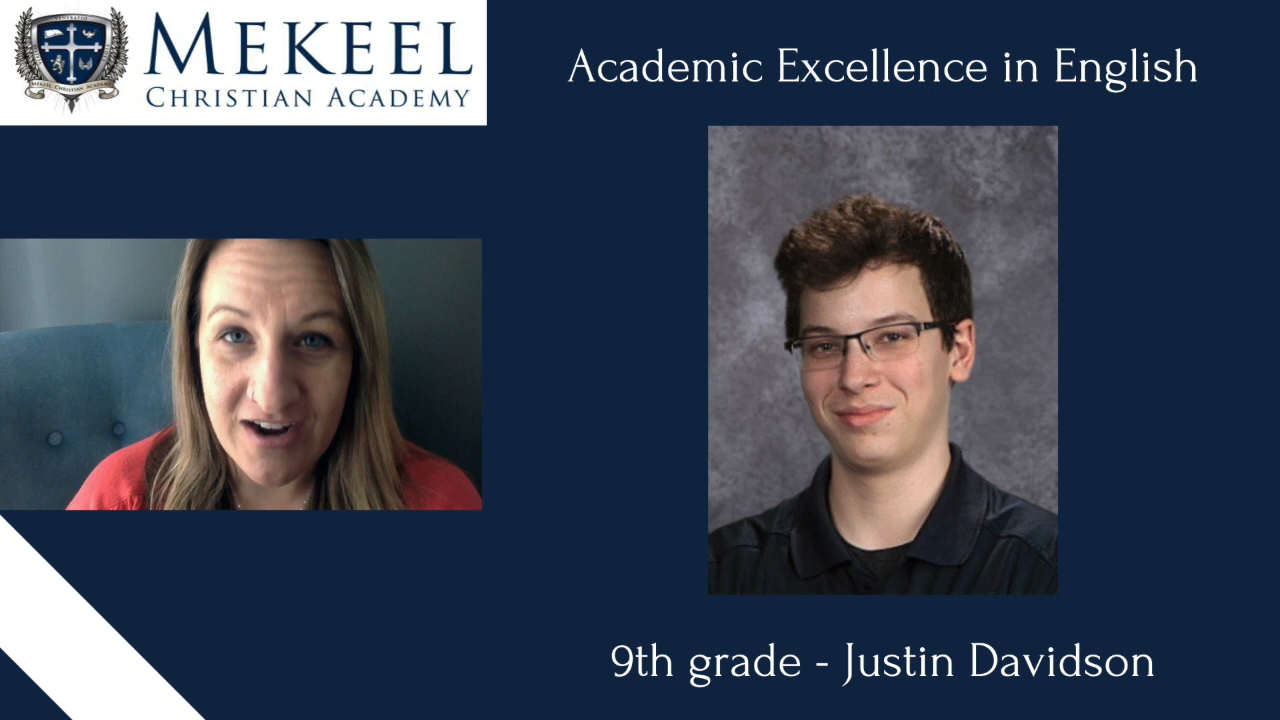 MEKEEL
CHRISTIAN ACADEMY
Academic Excellence in English
9th grade - Justin Davidson